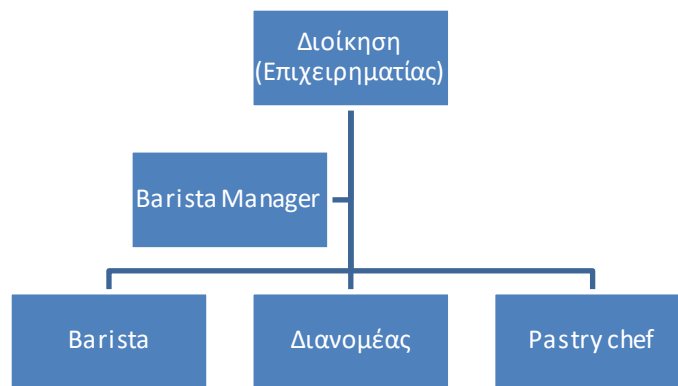 Διοίκηση
(Επιχειρηματίας)
Barista Manager
Barista
Διανομέας
Pastry chef